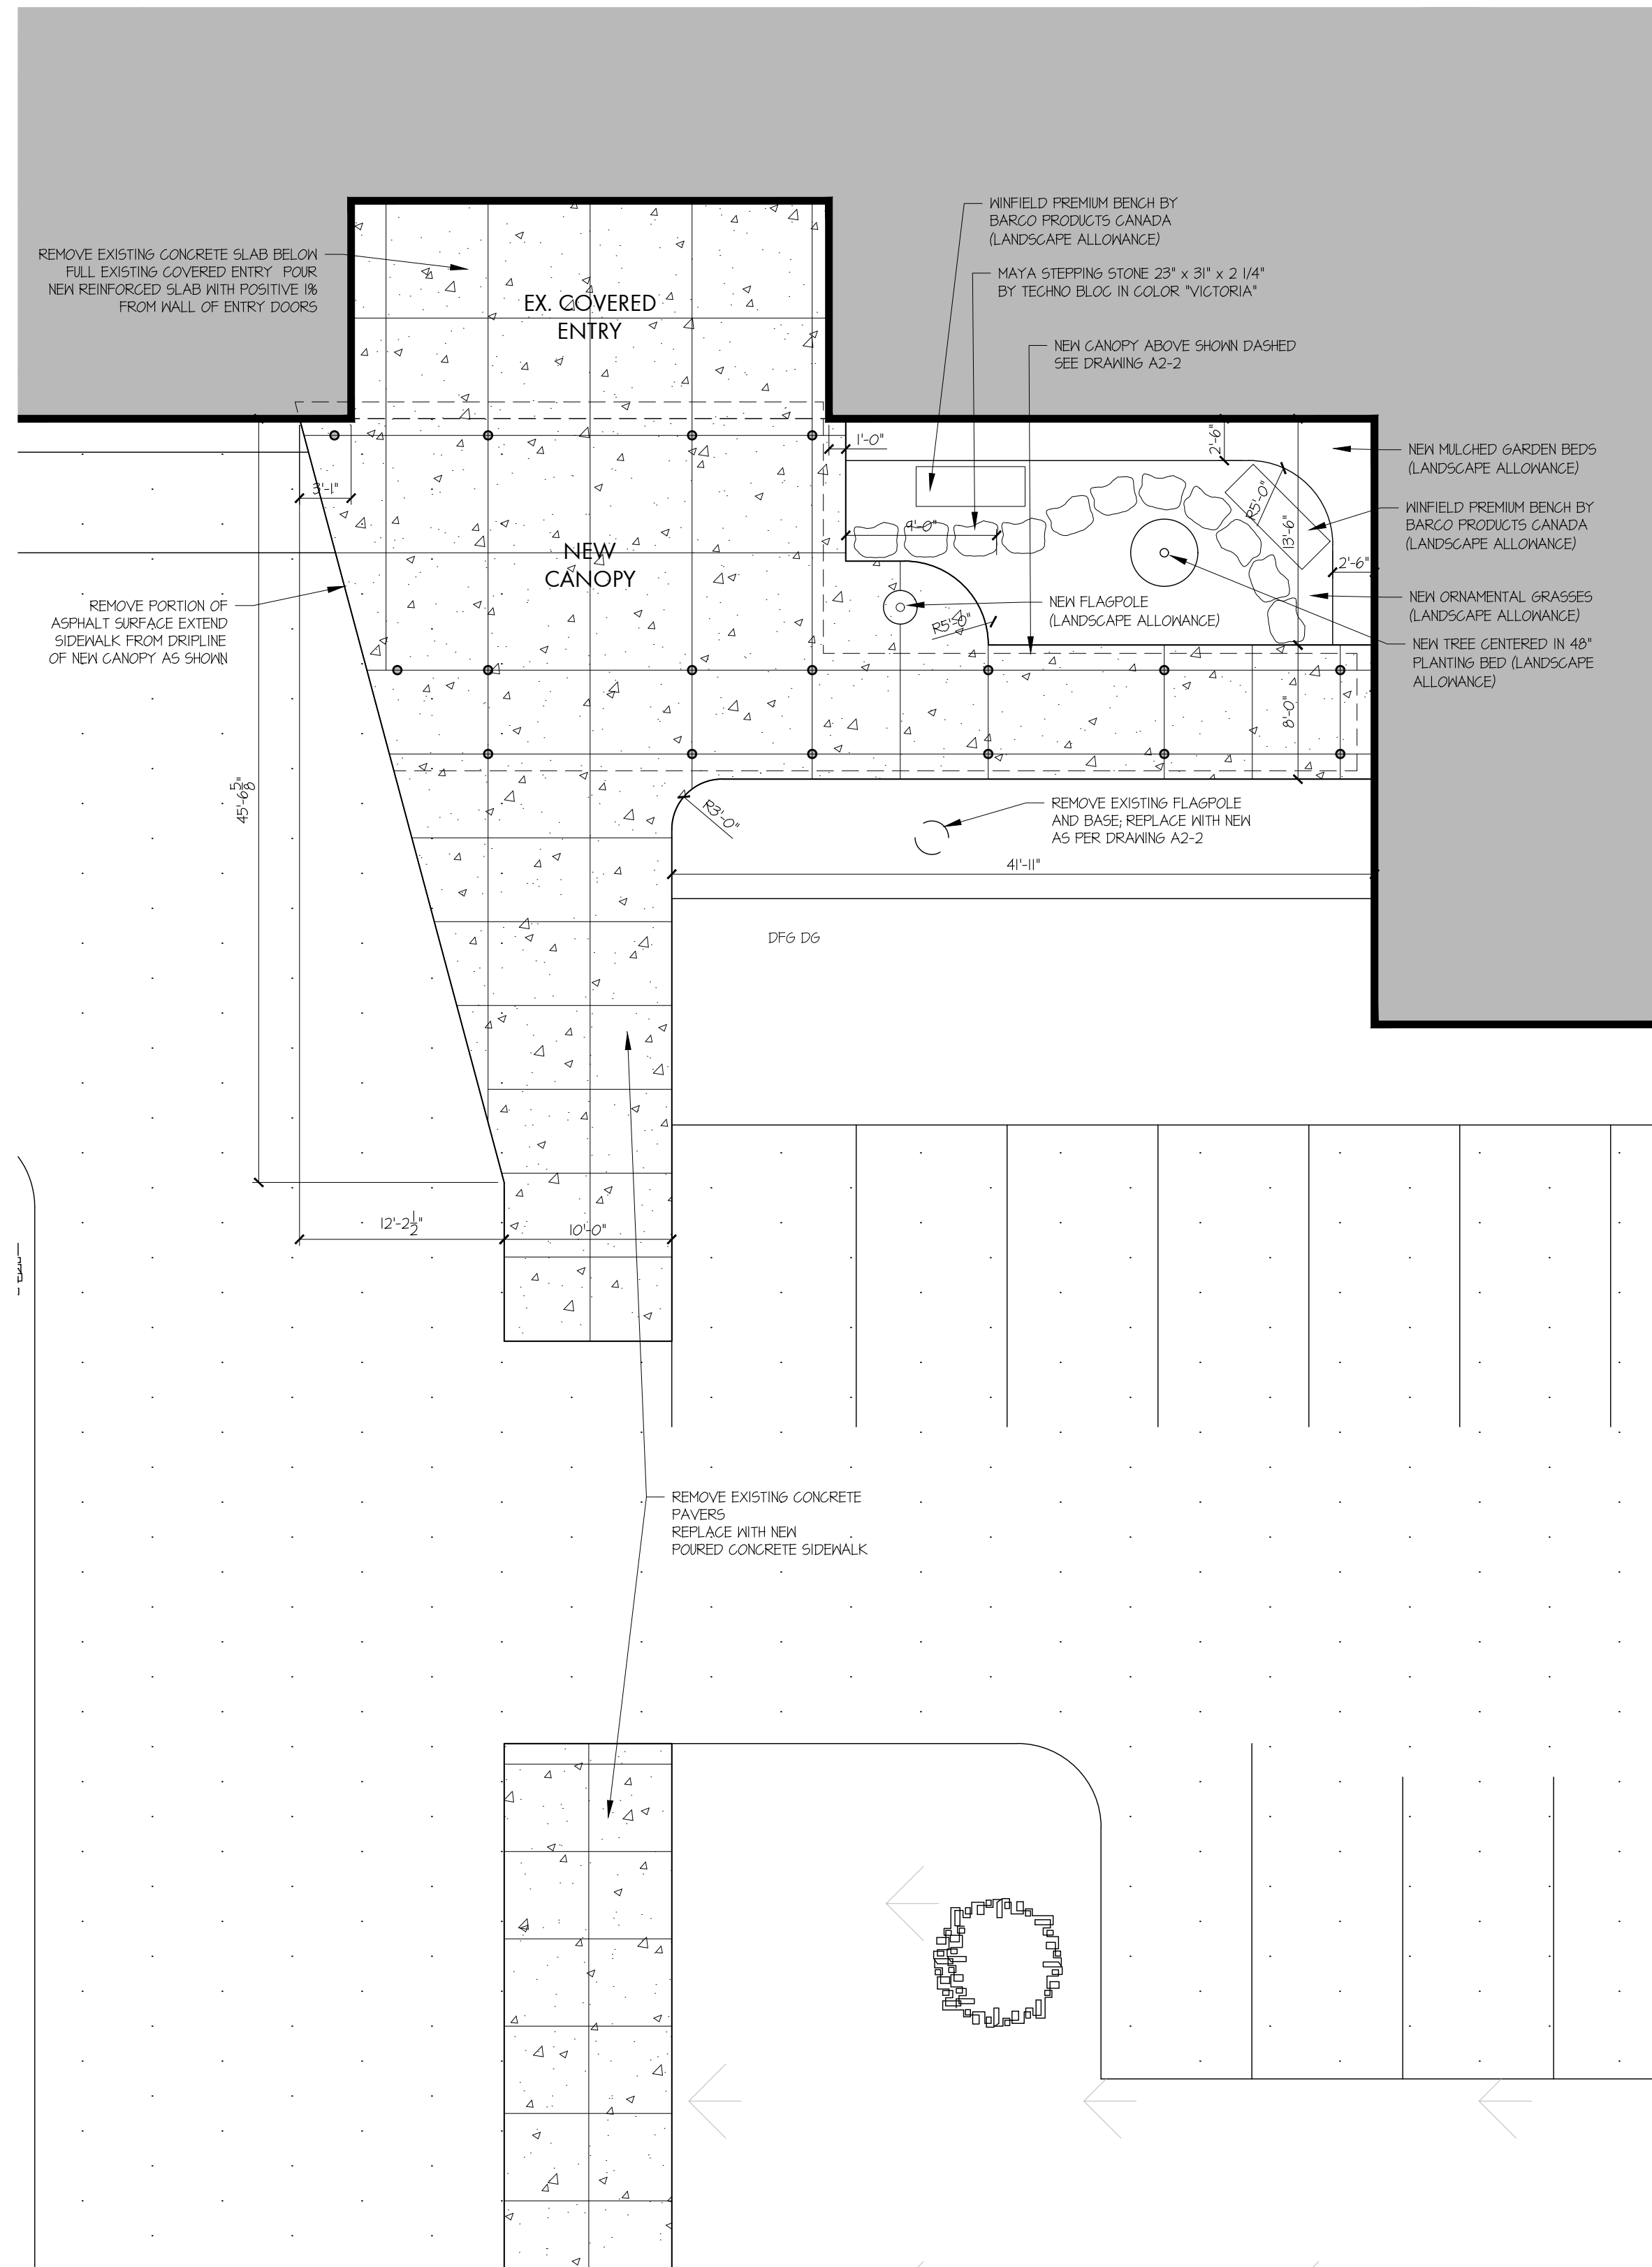 WINFIELD PREMIUM BENCH BY
BARCO PRODUCTS CANADA
(LANDSCAPE ALLOWANCE)
REMOVE EXISTING CONCRETE SLAB BELOW
FULL EXISTING COVERED ENTRY POUR
NEW REINFORCED SLAB WITH POSITIVE 1%
FROM WALL OF ENTRY DOORS
MAYA STEPPING STONE 23" x 31" x 2 1/4"
BY TECHNO BLOC IN COLOR "VICTORIA"
EX. COVERED
ENTRY
NEW CANOPY ABOVE SHOWN DASHED
SEE DRAWING A2-2
1'-0"
2'-6"
NEW MULCHED GARDEN BEDS
(LANDSCAPE ALLOWANCE)
3'-1"
R5'-0"
WINFIELD PREMIUM BENCH BY
BARCO PRODUCTS CANADA
(LANDSCAPE ALLOWANCE)
9'-0"
13'-6"
NEW
CANOPY
2'-6"
REMOVE PORTION OF
ASPHALT SURFACE EXTEND
SIDEWALK FROM DRIPLINE
OF NEW CANOPY AS SHOWN
NEW FLAGPOLE
(LANDSCAPE ALLOWANCE)
R5'-0"
NEW ORNAMENTAL GRASSES
(LANDSCAPE ALLOWANCE)
NEW TREE CENTERED IN 48"
PLANTING BED (LANDSCAPE
ALLOWANCE)
8'-0"
45'-6 5/8"
R3'-0"
REMOVE EXISTING FLAGPOLE
AND BASE; REPLACE WITH NEW
AS PER DRAWING A2-2
41'-11"
DFG DG
12'-2 1/2"
10'-0"
REMOVE EXISTING CONCRETE
PAVERS
REPLACE WITH NEW
POURED CONCRETE SIDEWALK